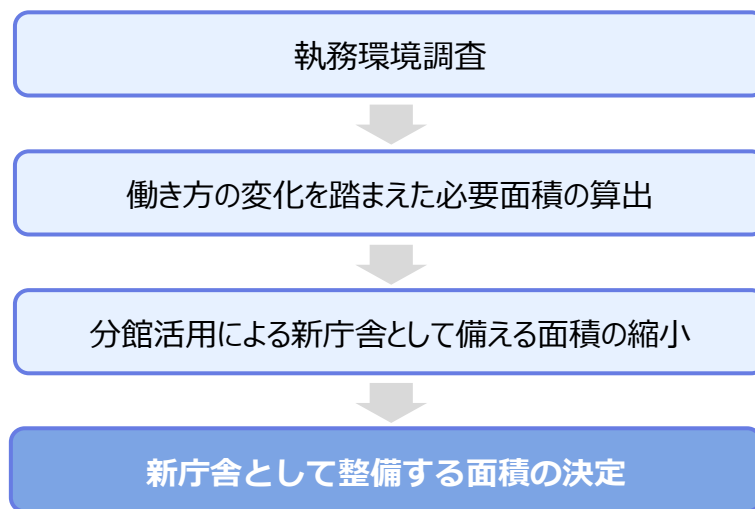 執務環境調査
働き方の変化を踏まえた必要面積の算出
分館活用による新庁舎として備える面積の縮小
新庁舎として整備する面積の決定